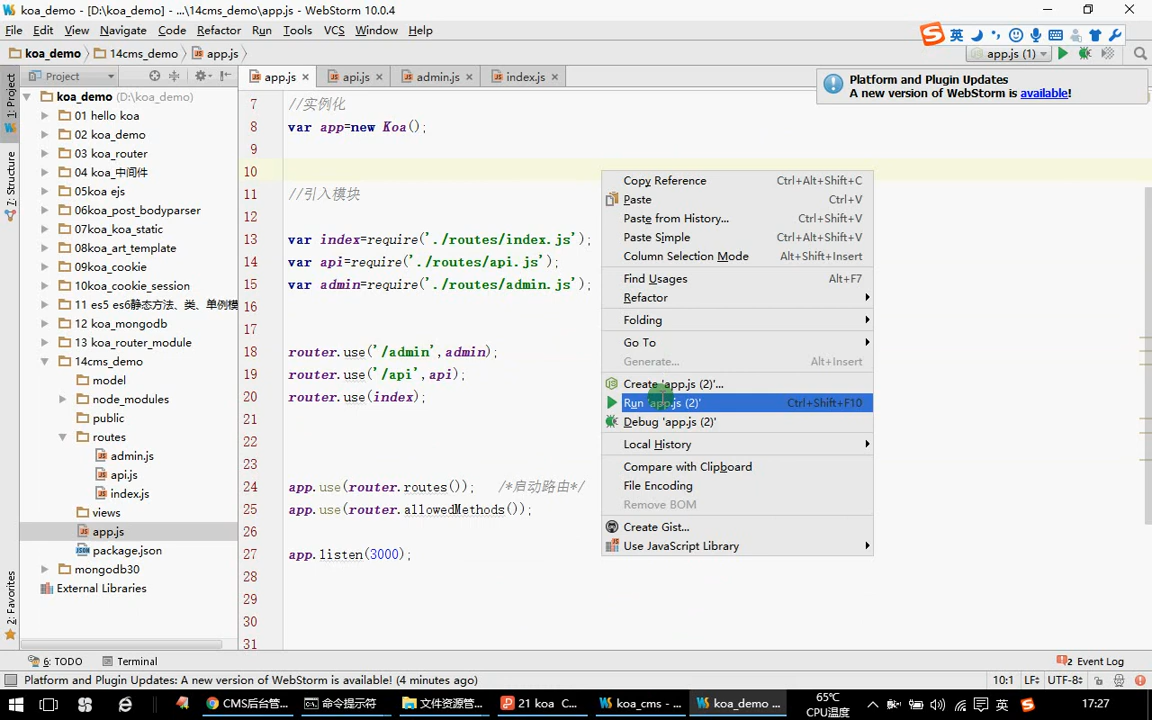 koa_demo - [D:\koa_demo] - ...\14cms_demo\app.js - WebStorm 10.0.4
File Edit View Navigate Code Refactor Run Tools VCS Window Help
英
koa_demo 14cms_demo app.js
app.js (1)
1: Project
Z: Structure
2: Favorites
Project
koa_demo (D:\koa_demo)
01 hello koa
02 koa_demo
03 koa_router
04 koa_中间件
05koa ejs
06koa_post_bodyparser
07koa_koa_static
08koa_art_template
09koa_cookie
10koa_cookie_session
11 es5 es6静态方法、类、单例模
12 koa_mongodb
13 koa_router_module
14cms_demo
model
node_modules
public
routes
admin.js
api.js
index.js
views
app.js
package.json
mongodb30
External Libraries
app.js api.js admin.js index.js
Platform and Plugin Updates
A new version of WebStorm is available!
7 //实例化
8 var app=new Koa();
9
10
11 //引入模块
12
13 var index=require('./routes/index.js');
14 var api=require('./routes/api.js');
15 var admin=require('./routes/admin.js');
16
17
18 router.use('/admin',admin);
19 router.use('/api',api);
20 router.use(index);
21
22
23
24 app.use(router.routes()); /*启动路由*/
25 app.use(router.allowedMethods());
26
27 app.listen(3000);
28
29
30
31
Copy Reference Ctrl+Alt+Shift+C
Paste Ctrl+V
Paste from History... Ctrl+Shift+V
Paste Simple Ctrl+Alt+Shift+V
Column Selection Mode Alt+Shift+Insert
Find Usages Alt+F7
Refactor
Folding
Go To
Generate... Alt+Insert
Create 'app.js (2)'...
Run 'app.js (2)' Ctrl+Shift+F10
Debug 'app.js (2)'
Local History
Compare with Clipboard
File Encoding
Remove BOM
Create Gist...
Use JavaScript Library
6: TODO Terminal 2 Event Log
Platform and Plugin Updates: A new version of WebStorm is available! (4 minutes ago) 10:1 LF UTF-8
CMS后台管... 命令提示符 文件资源管... 21 koa C... koa_cms - ... koa_demo ... 65℃ 英 17:27
CPU温度